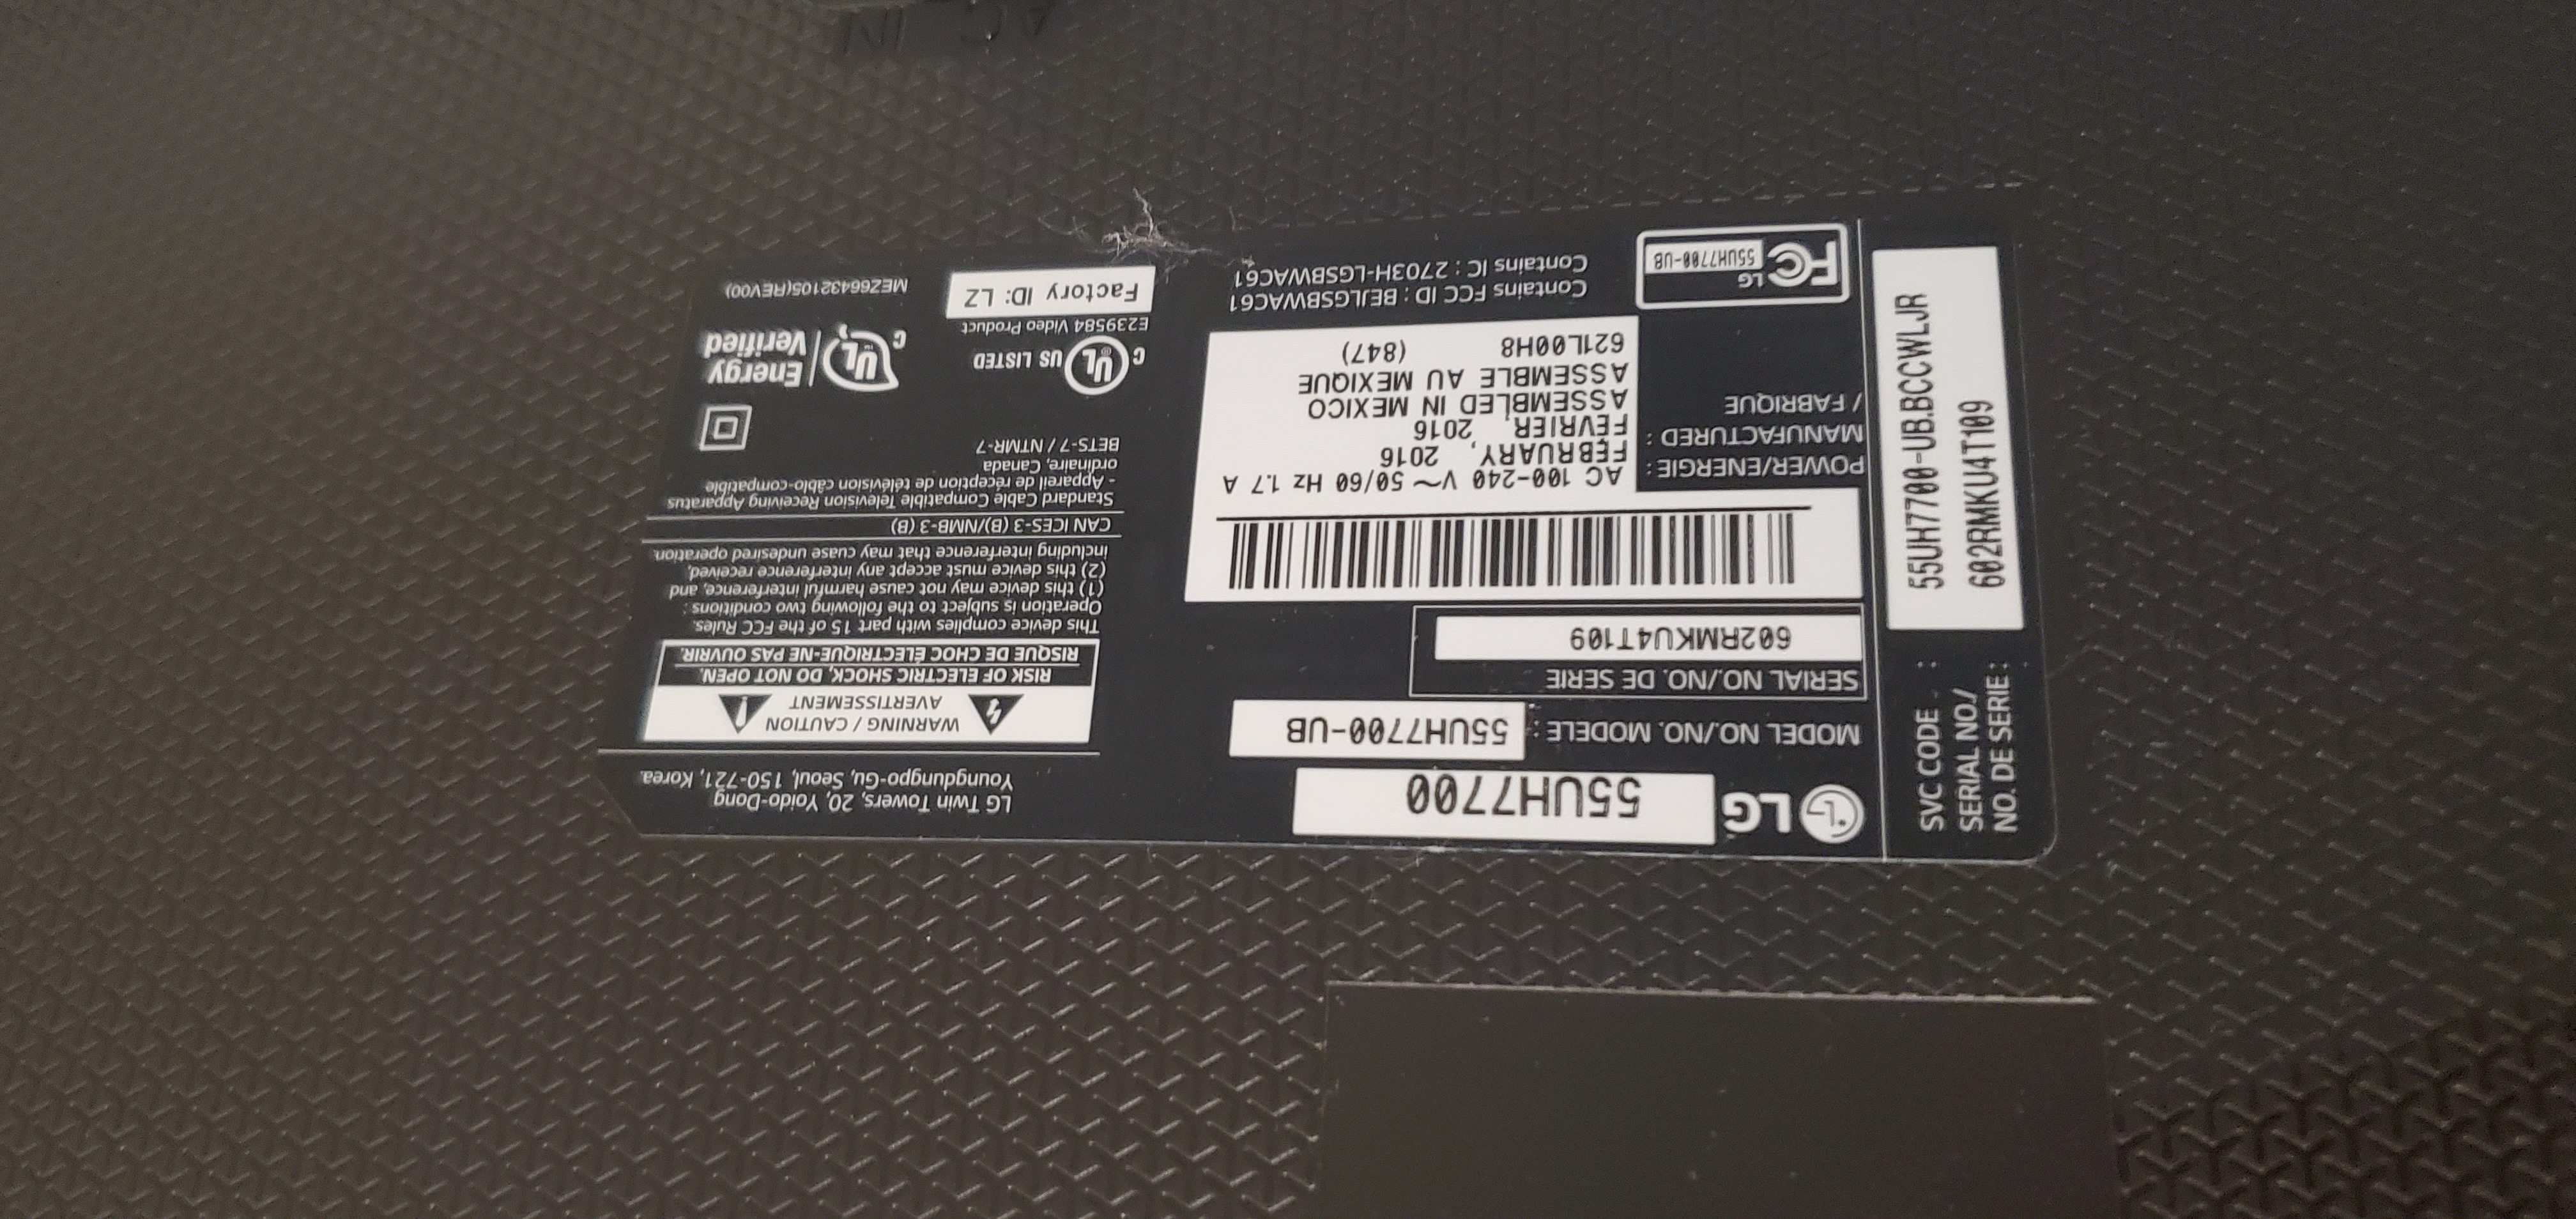 AC IN
LG
55UH7700
MODEL NO./NO. MODELE : 55UH7700-UB
SERIAL NO./NO. DE SERIE
602RMKU4T109
POWER/ENERGIE : AC 100-240 V~ 50/60 Hz 1.7 A
MANUFACTURED : FEBRUARY, 2016
/ FABRIQUE FEVRIER, 2016
ASSEMBLED IN MEXICO
ASSEMBLE AU MEXIQUE
621L00H8 (847)
FC LG 55UH7700-UB
Contains FCC ID : BEJLGSBWAC61
Contains IC : 2703H-LGSBWAC61
LG Twin Towers, 20, Yoido-Dong
Youngdungpo-Gu, Seoul, 150-721, Korea.
WARNING / CAUTION
AVERTISSEMENT
RISK OF ELECTRIC SHOCK, DO NOT OPEN.
RISQUE DE CHOC ÉLECTRIQUE-NE PAS OUVRIR.
This device complies with part 15 of the FCC Rules.
Operation is subject to the following two conditions :
(1) this device may not cause harmful interference, and
(2) this device must accept any interference received,
including interference that may cuase undesired operation.
CAN ICES-3 (B)/NMB-3 (B)
Standard Cable Compatible Television Receiving Apparatus
- Appareil de réception de télévision câblo-compatible
ordinaire, Canada
BETS-7 / NTMR-7
C UL US LISTED
E239584 Video Product
Factory ID: LZ
C UL Energy
Verified
MEZ66432105(REV00)
SVC CODE : 55UH7700-UB.BCCWLJR
SERIAL NO./
NO. DE SERIE : 602RMKU4T109